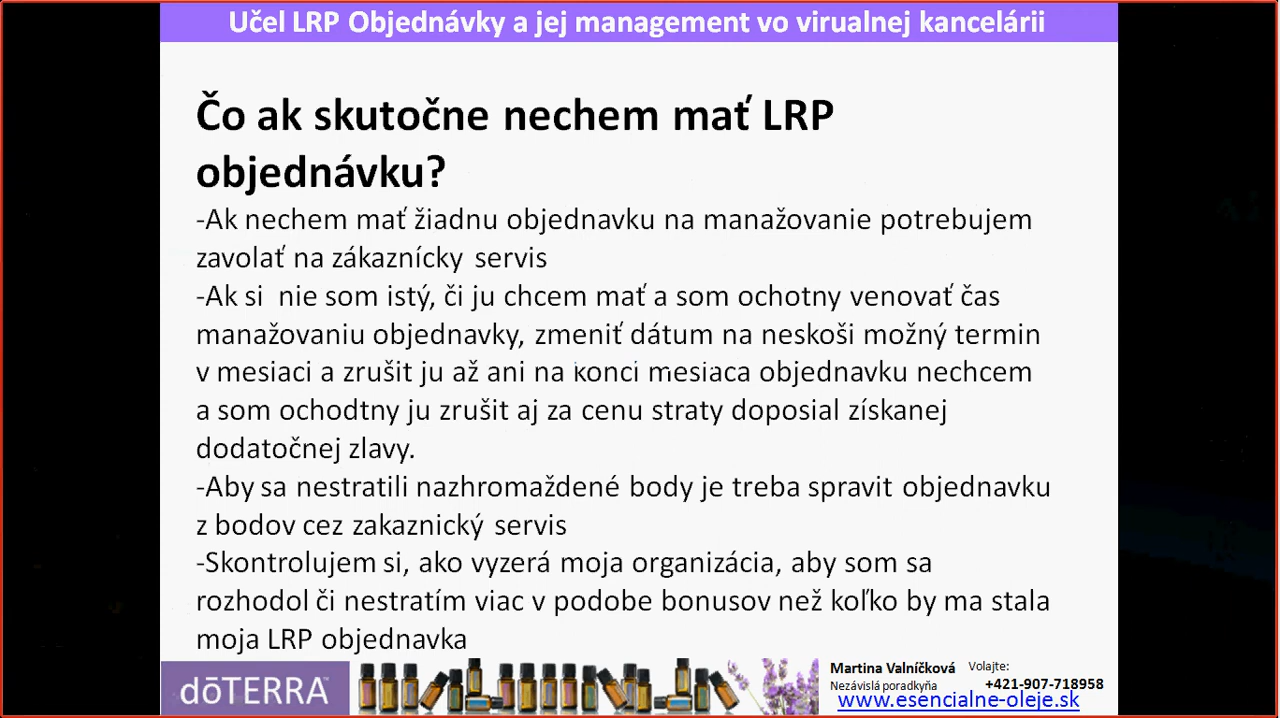 Učel LRP Objednávky a jej management vo virualnej kancelárii
Čo ak skutočne nechem mať LRP
objednávku?
-Ak nechem mať žiadnu objednavku na manažovanie potrebujem
zavolať na zákaznícky servis
-Ak si nie som istý, či ju chcem mať a som ochotny venovať čas
manažovaniu objednavky, zmeniť dátum na neskoši možný termin
v mesiaci a zrušit ju až ani na konci mesiaca objednavku nechcem
a som ochodtny ju zrušit aj za cenu straty doposial získanej
dodatočnej zlavy.
-Aby sa nestratili nazhromaždené body je treba spravit objednavku
z bodov cez zakaznický servis
-Skontrolujem si, ako vyzerá moja organizácia, aby som sa
rozhodol či nestratím viac v podobe bonusov než koľko by ma stala
moja LRP objednavka
dōTERRA™
Martina Valníčková
Nezávislá poradkyňa
Volajte:
+421-907-718958
www.esencialne-oleje.sk